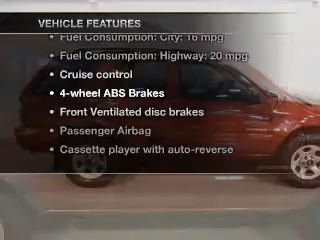 VEHICLE FEATURES
• Fuel Consumption: City: 16 mpg
• Fuel Consumption: Highway: 20 mpg
• Cruise control
• 4-wheel ABS Brakes
• Front Ventilated disc brakes
• Passenger Airbag
• Cassette player with auto-reverse